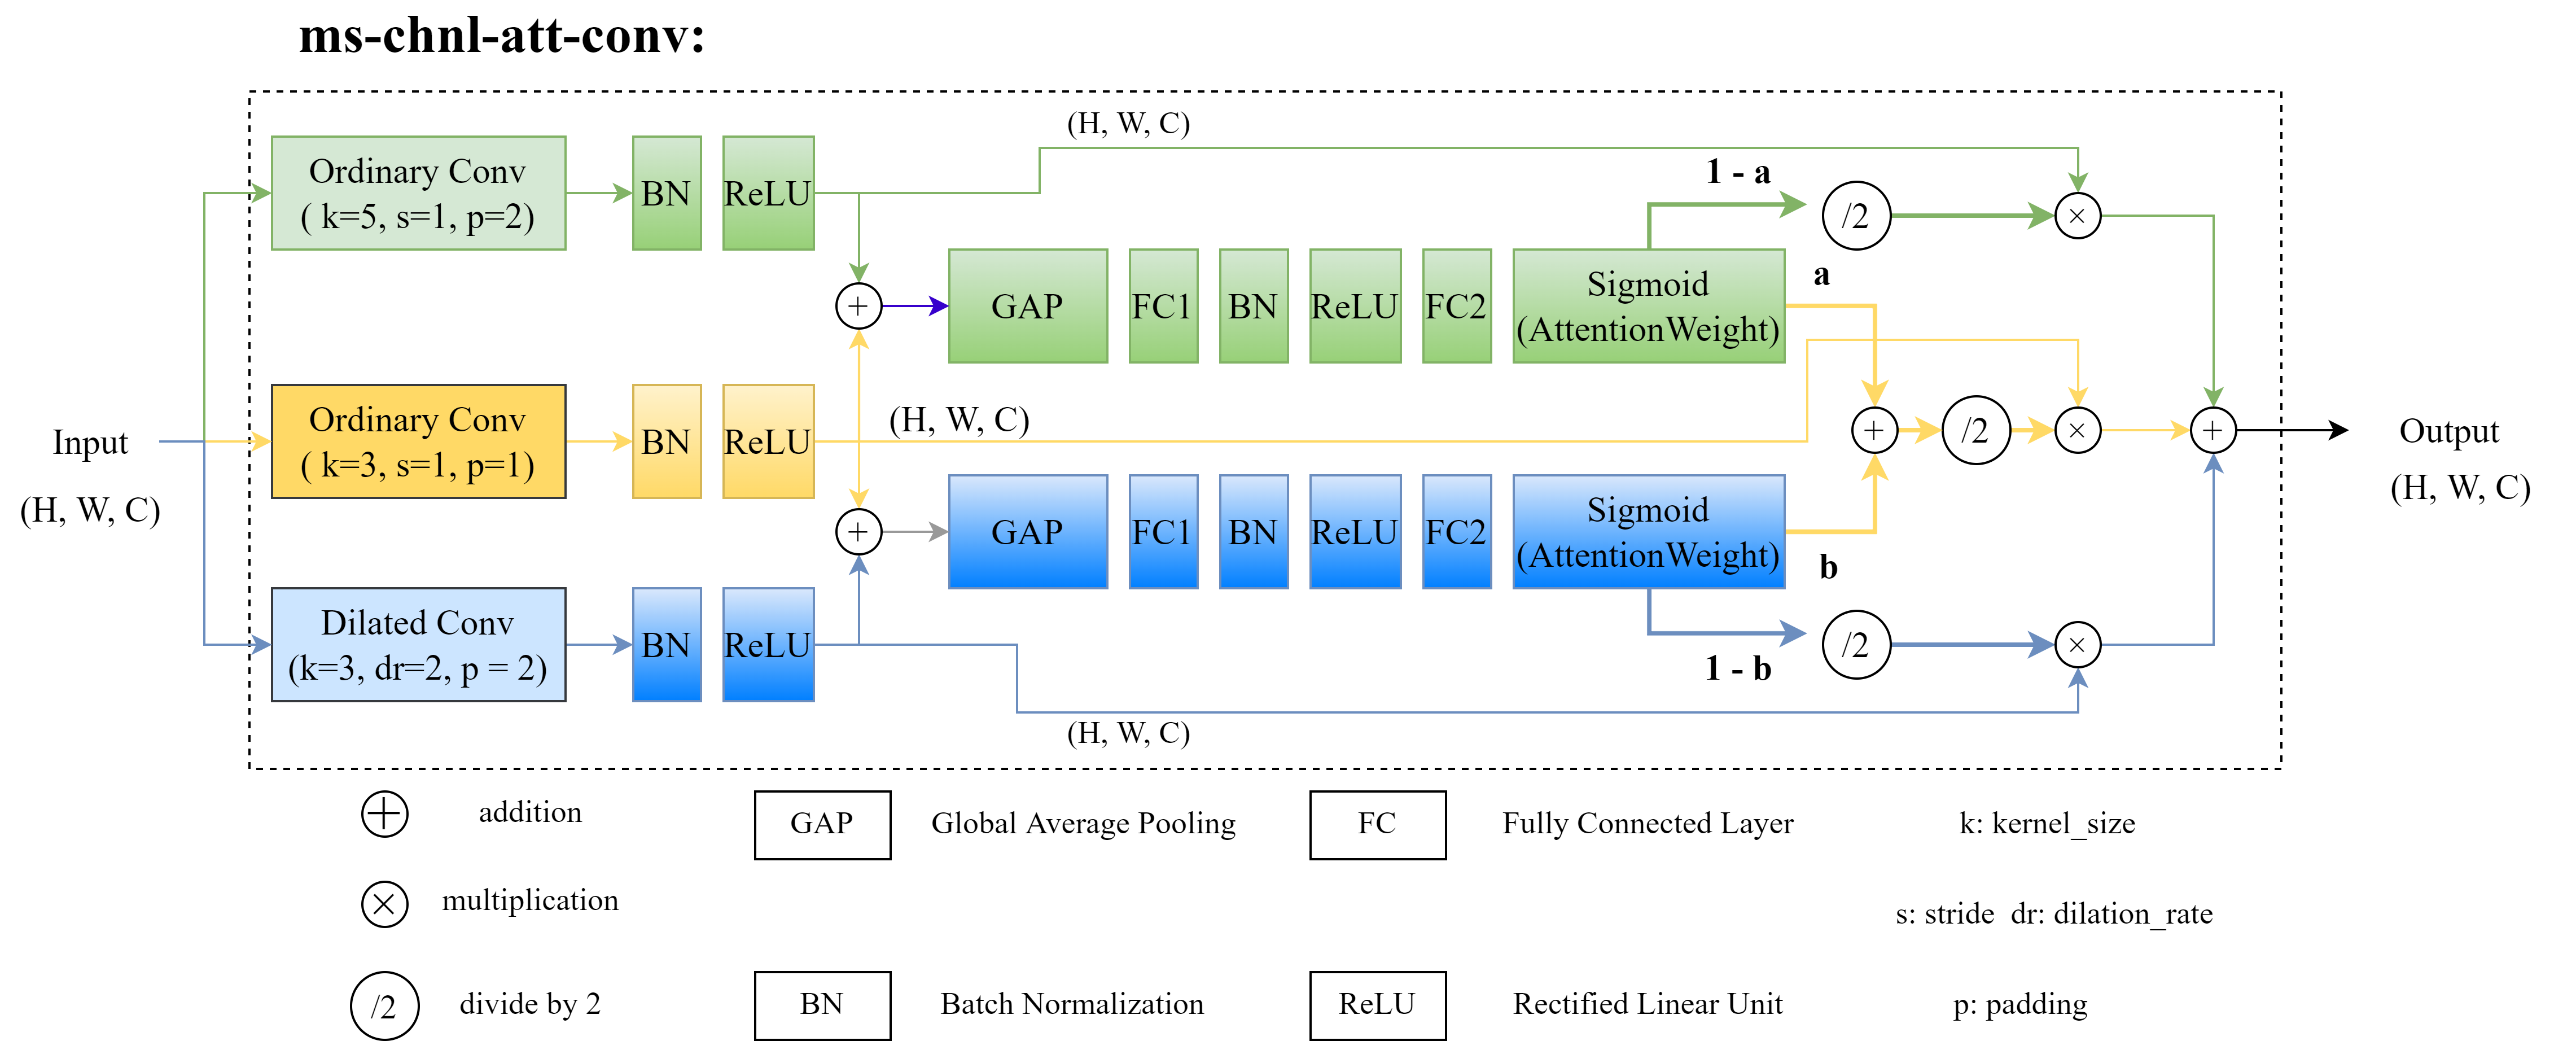 ms-chnl-att-conv:
(H, W, C)
Ordinary Conv
( k=5, s=1, p=2)
BN
ReLU
1 - a
/2
×
+
GAP
FC1
BN
ReLU
FC2
Sigmoid
(AttentionWeight)
a
Input
(H, W, C)
Ordinary Conv
( k=3, s=1, p=1)
BN
ReLU
(H, W, C)
+
/2
×
+
Output
(H, W, C)
+
GAP
FC1
BN
ReLU
FC2
Sigmoid
(AttentionWeight)
b
Dilated Conv
(k=3, dr=2, p = 2)
BN
ReLU
1 - b
/2
×
(H, W, C)
+
addition
GAP
Global Average Pooling
FC
Fully Connected Layer
k: kernel_size
×
multiplication
s: stride dr: dilation_rate
/2
divide by 2
BN
Batch Normalization
ReLU
Rectified Linear Unit
p: padding